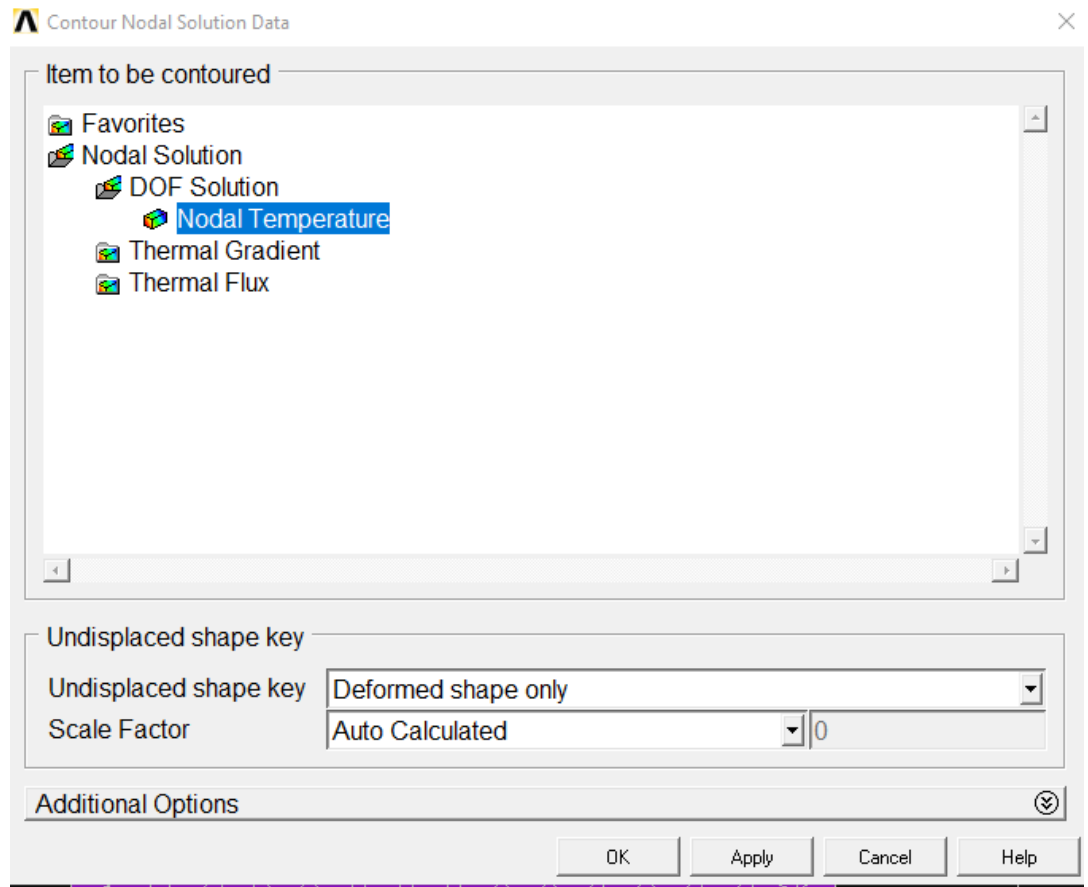 Contour Nodal Solution Data
Item to be contoured
Favorites
Nodal Solution
DOF Solution
Nodal Temperature
Thermal Gradient
Thermal Flux
Undisplaced shape key
Undisplaced shape key Deformed shape only
Scale Factor Auto Calculated 0
Additional Options
OK Apply Cancel Help